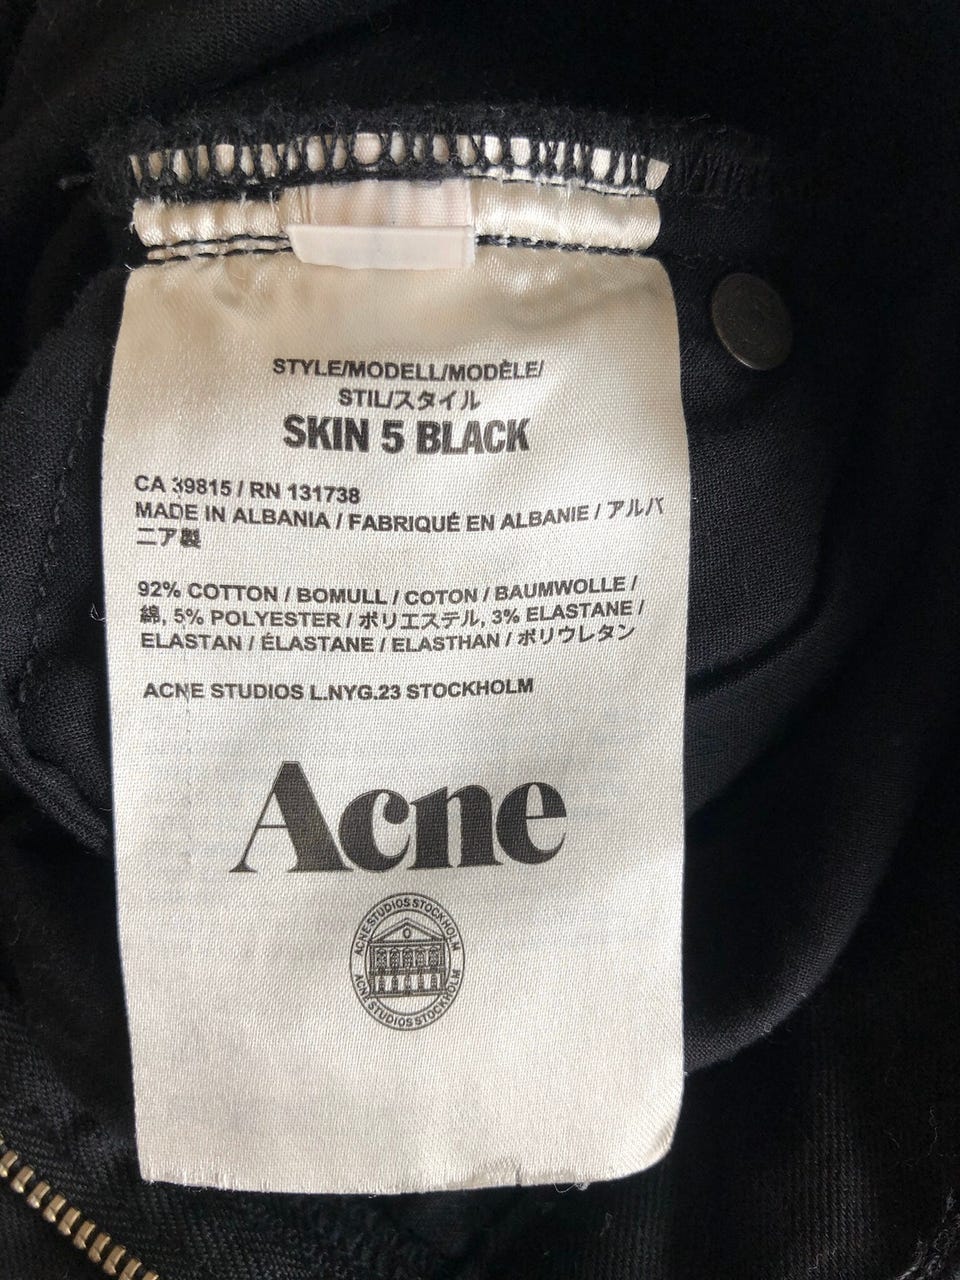 STYLE/MODELL/MODÈLE/
STIL/スタイル
SKIN 5 BLACK
CA 39815 / RN 131738
MADE IN ALBANIA / FABRIQUÉ EN ALBANIE / アルバ
ニア製
92% COTTON / BOMULL / COTON / BAUMWOLLE /
綿, 5% POLYESTER / ポリエステル, 3% ELASTANE /
ELASTAN / ÉLASTANE / ELASTHAN / ポリウレタン
ACNE STUDIOS L.NYG.23 STOCKHOLM
Acne
ACNE STUDIOS STOCKHOLM
ACNE STUDIOS STOCKHOLM